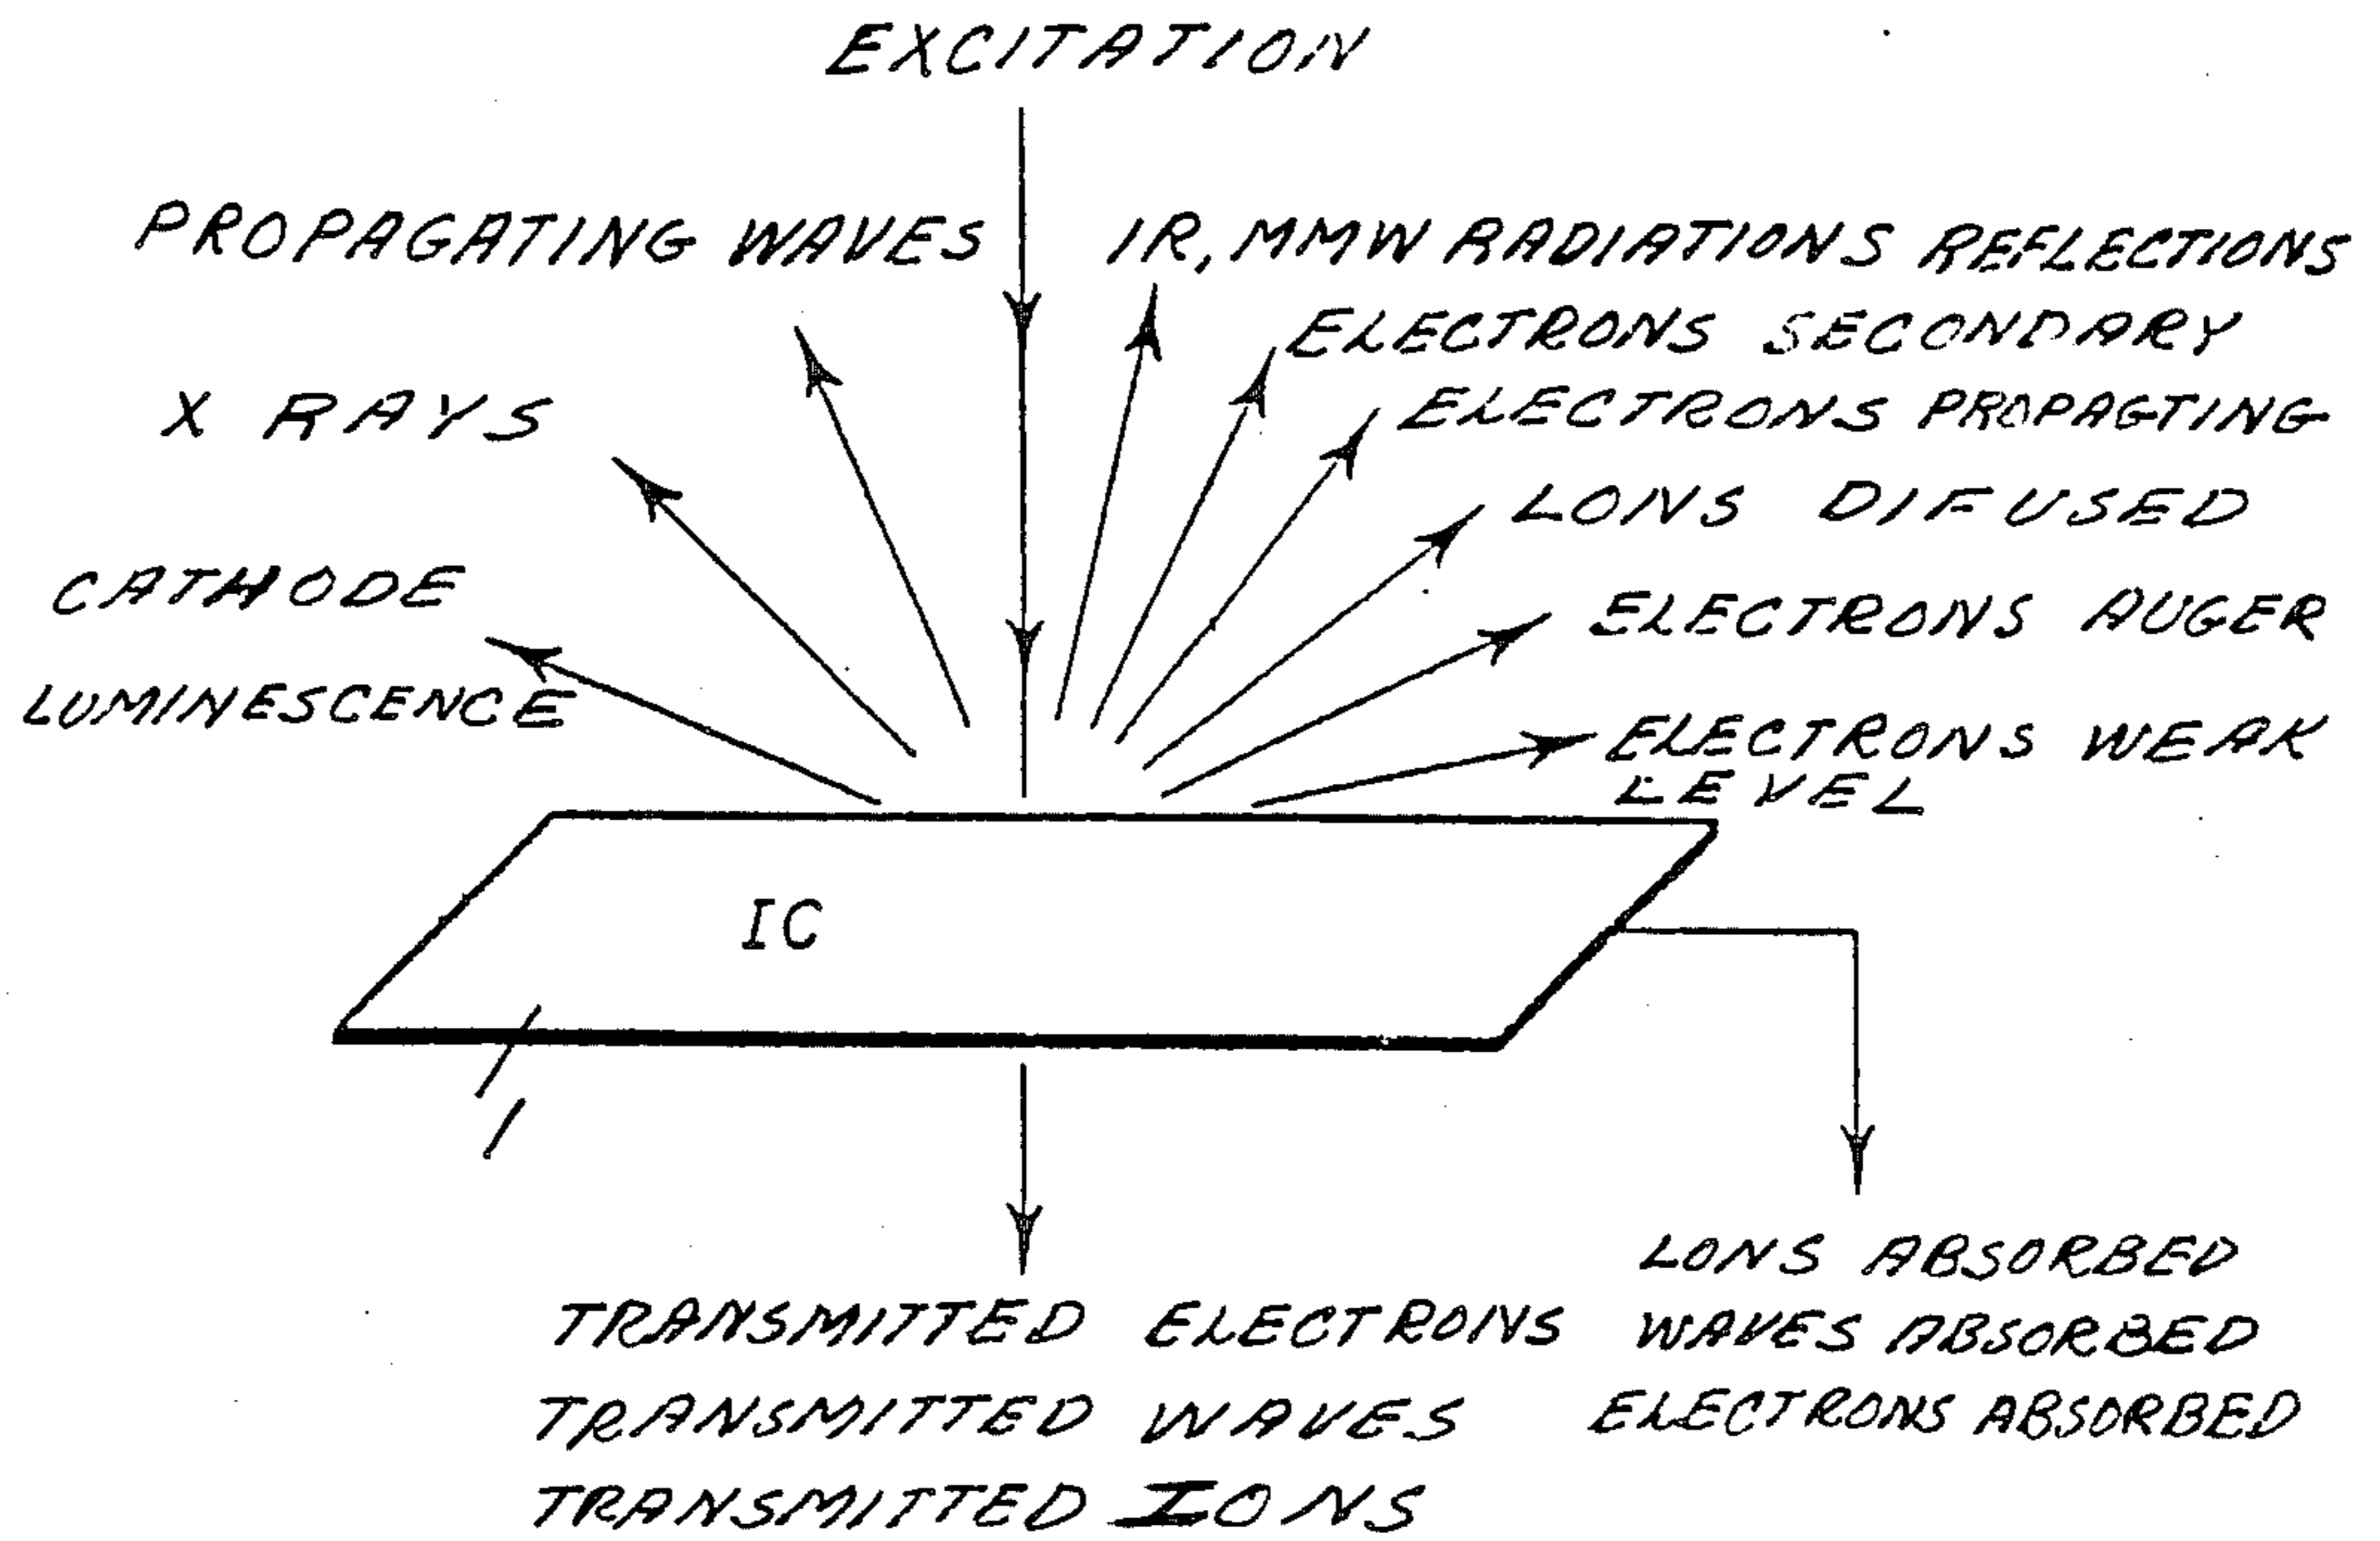 EXCITATION
PROPAGATING WAVES
IR, MMW RADIATIONS REFLECTIONS
ELECTRONS SECONDARY
X RAYS
ELECTRONS PROPAGTING
LONS DIFUSED
CATHODE
LUMINESCENCE
ELECTRONS AUGER
ELECTRONS WEAK
LEVEL
IC
1
TRANSMITTED ELECTRONS
TRANSMITTED WAVES
TRANSMITTED IONS
LONS ABSORBED
WAVES ABSORBED
ELECTRONS ABSORBED